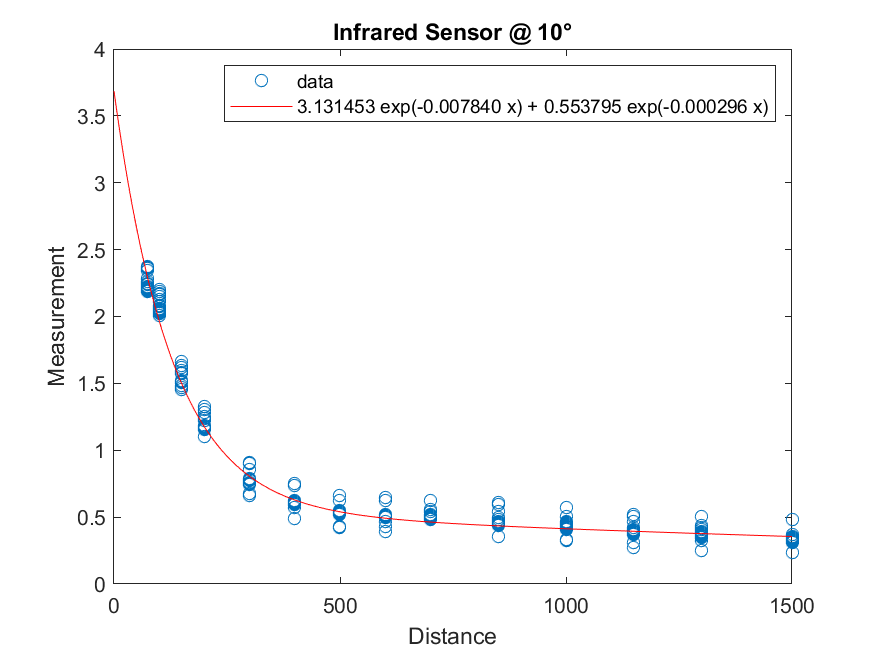 Infrared Sensor @ 10°
data
3.131453 exp(-0.007840 x) + 0.553795 exp(-0.000296 x)
4
3.5
3
2.5
2
1.5
1
0.5
0
Measurement
0 500 1000 1500
Distance